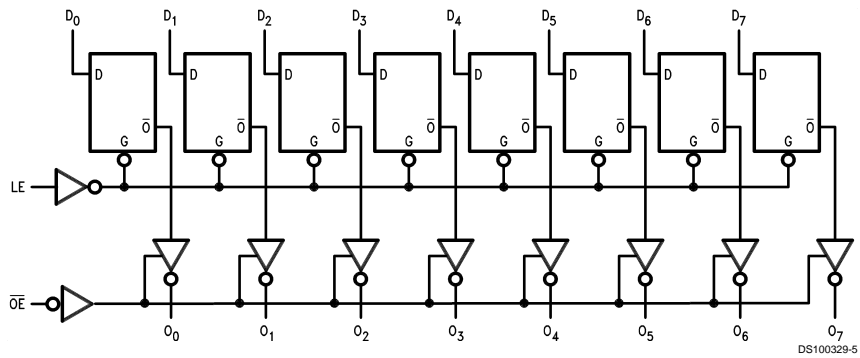 D₀ D₁ D₂ D₃ D₄ D₅ D₆ D₇
D D D D D D D D
O̅ O̅ O̅ O̅ O̅ O̅ O̅ O̅
G G G G G G G G
LE
O̅E̅
O₀ O₁ O₂ O₃ O₄ O₅ O₆ O₇
DS100329-5